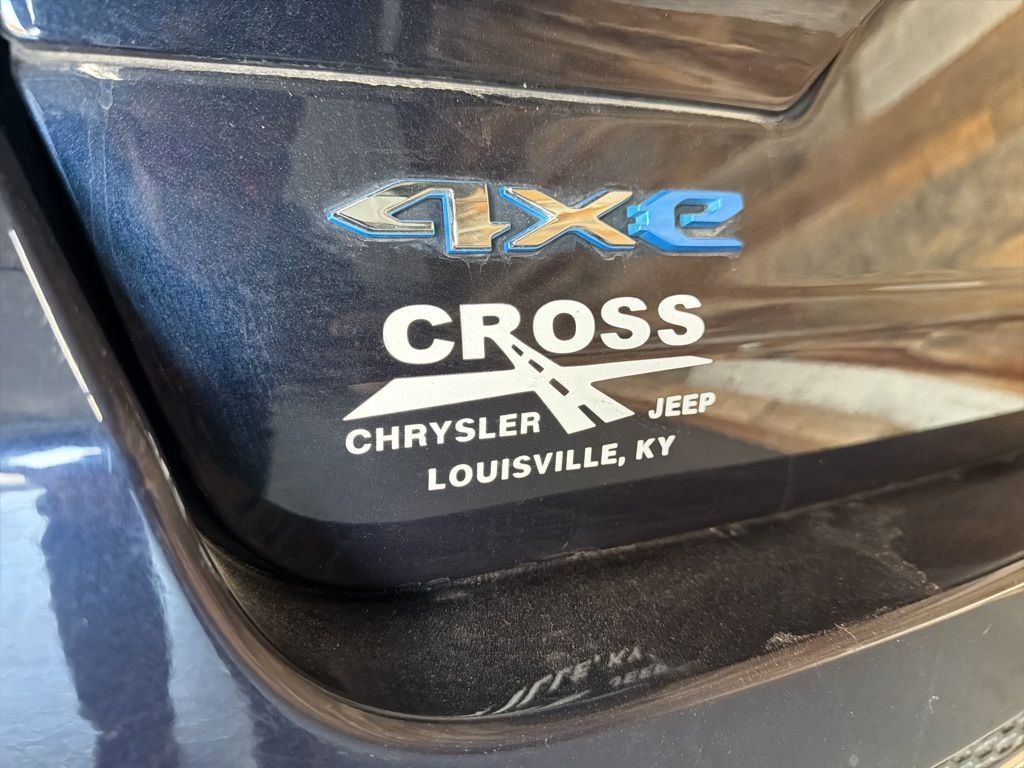 4xe
CROSS
CHRYSLER JEEP
LOUISVILLE, KY